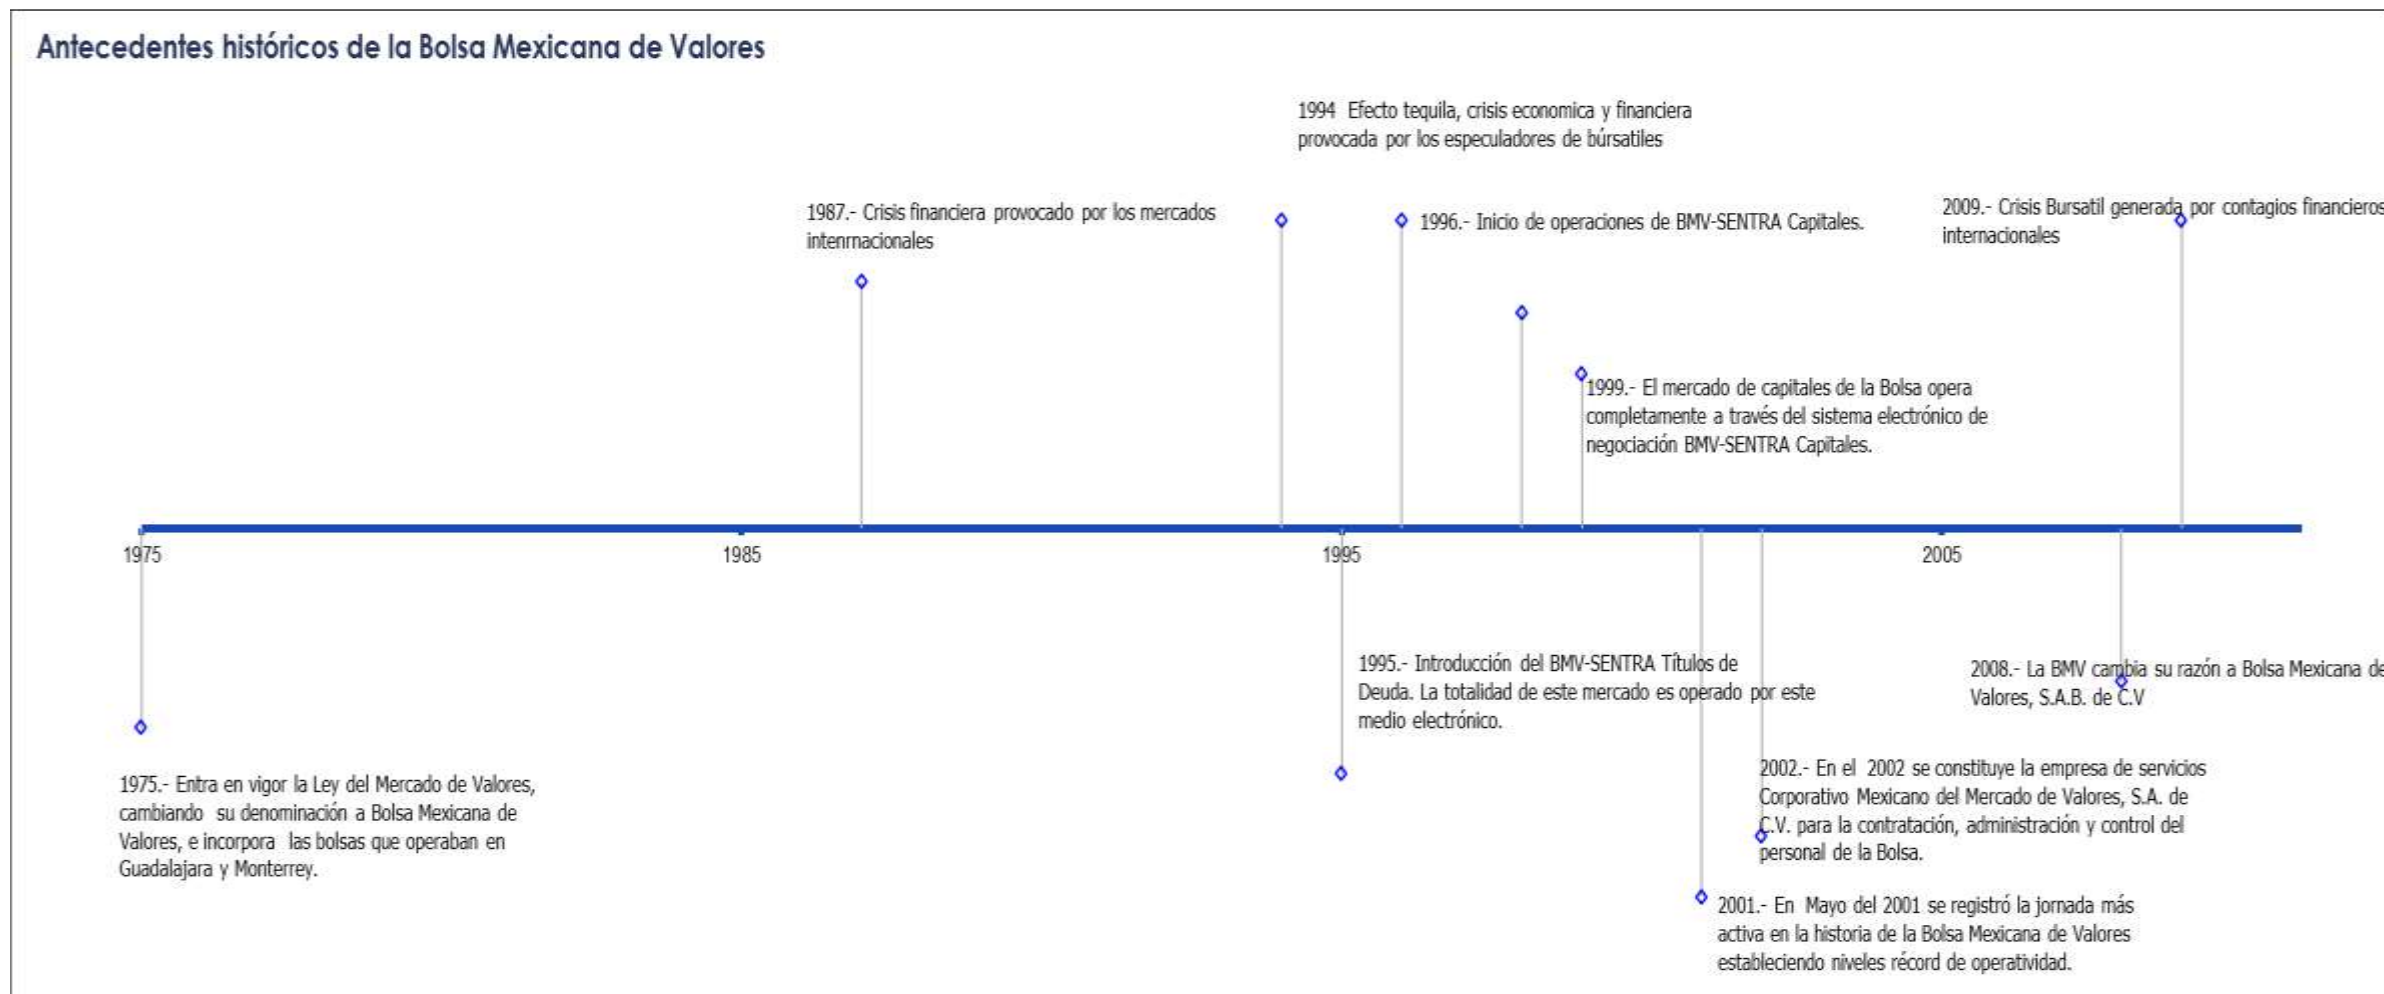 Antecedentes históricos de la Bolsa Mexicana de Valores
1994  Efecto tequila, crisis economica y financiera
provocada por los especuladores de búrsatiles
1987.- Crisis financiera provocado por los mercados
intenrnacionales
1996.- Inicio de operaciones de BMV-SENTRA Capitales.
2009.- Crisis Bursatil generada por contagios financieros
internacionales
1999.- El mercado de capitales de la Bolsa opera
completamente a través del sistema electrónico de
negociación BMV-SENTRA Capitales.
1975
1985
1995
2005
1995.- Introducción del BMV-SENTRA Títulos de
Deuda. La totalidad de este mercado es operado por este
medio electrónico.
2008.- La BMV cambia su razón a Bolsa Mexicana de
Valores, S.A.B. de C.V
1975.- Entra en vigor la Ley del Mercado de Valores,
cambiando  su denominación a Bolsa Mexicana de
Valores, e incorpora  las bolsas que operaban en
Guadalajara y Monterrey.
2002.- En el  2002 se constituye la empresa de servicios
Corporativo Mexicano del Mercado de Valores, S.A. de
C.V. para la contratación, administración y control del
personal de la Bolsa.
2001.- En  Mayo del 2001 se registró la jornada más
activa en la historia de la Bolsa Mexicana de Valores
estableciendo niveles récord de operatividad.